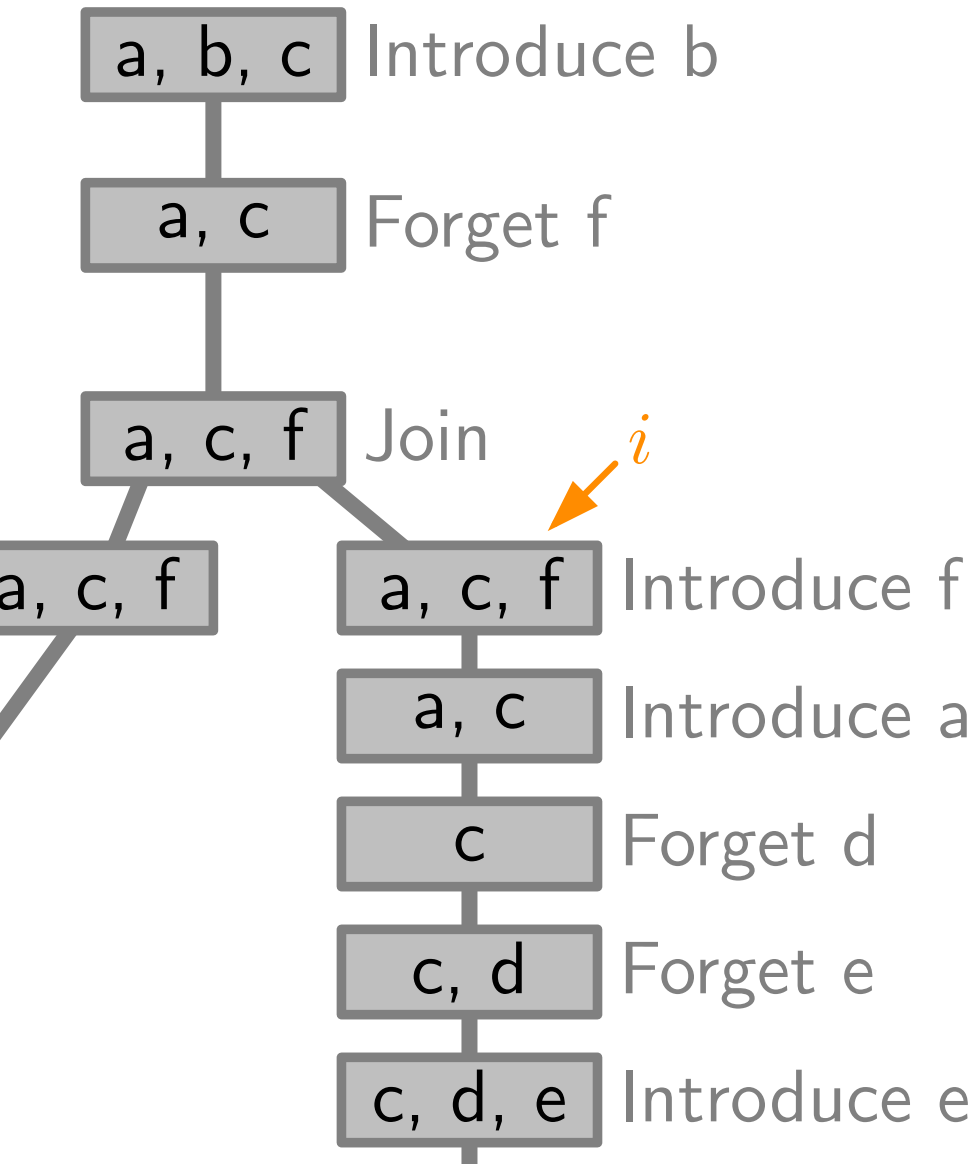 a, b, c Introduce b
a, c Forget f
a, c, f Join
i
a, c, f a, c, f Introduce f
a, c Introduce a
c Forget d
c, d Forget e
c, d, e Introduce e